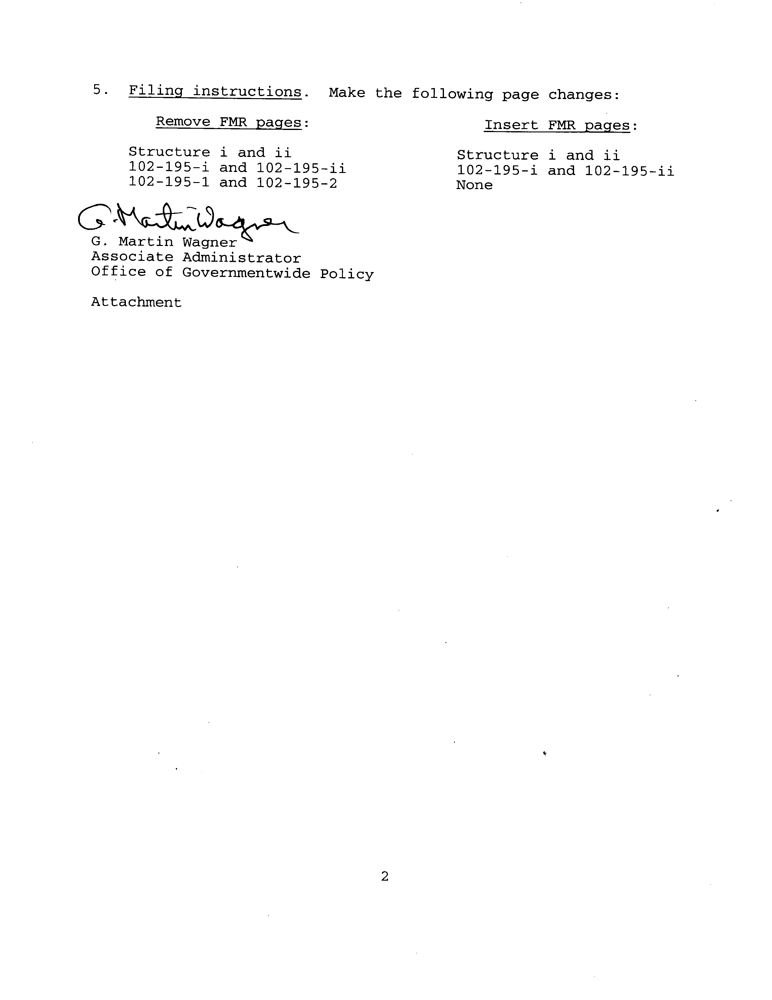 5. Filing instructions. Make the following page changes:
Remove FMR pages: Insert FMR pages:
Structure i and ii Structure i and ii
102-195-i and 102-195-ii 102-195-i and 102-195-ii
102-195-1 and 102-195-2 None
G. Martin Wagner
G. Martin Wagner
Associate Administrator
Office of Governmentwide Policy
Attachment
2